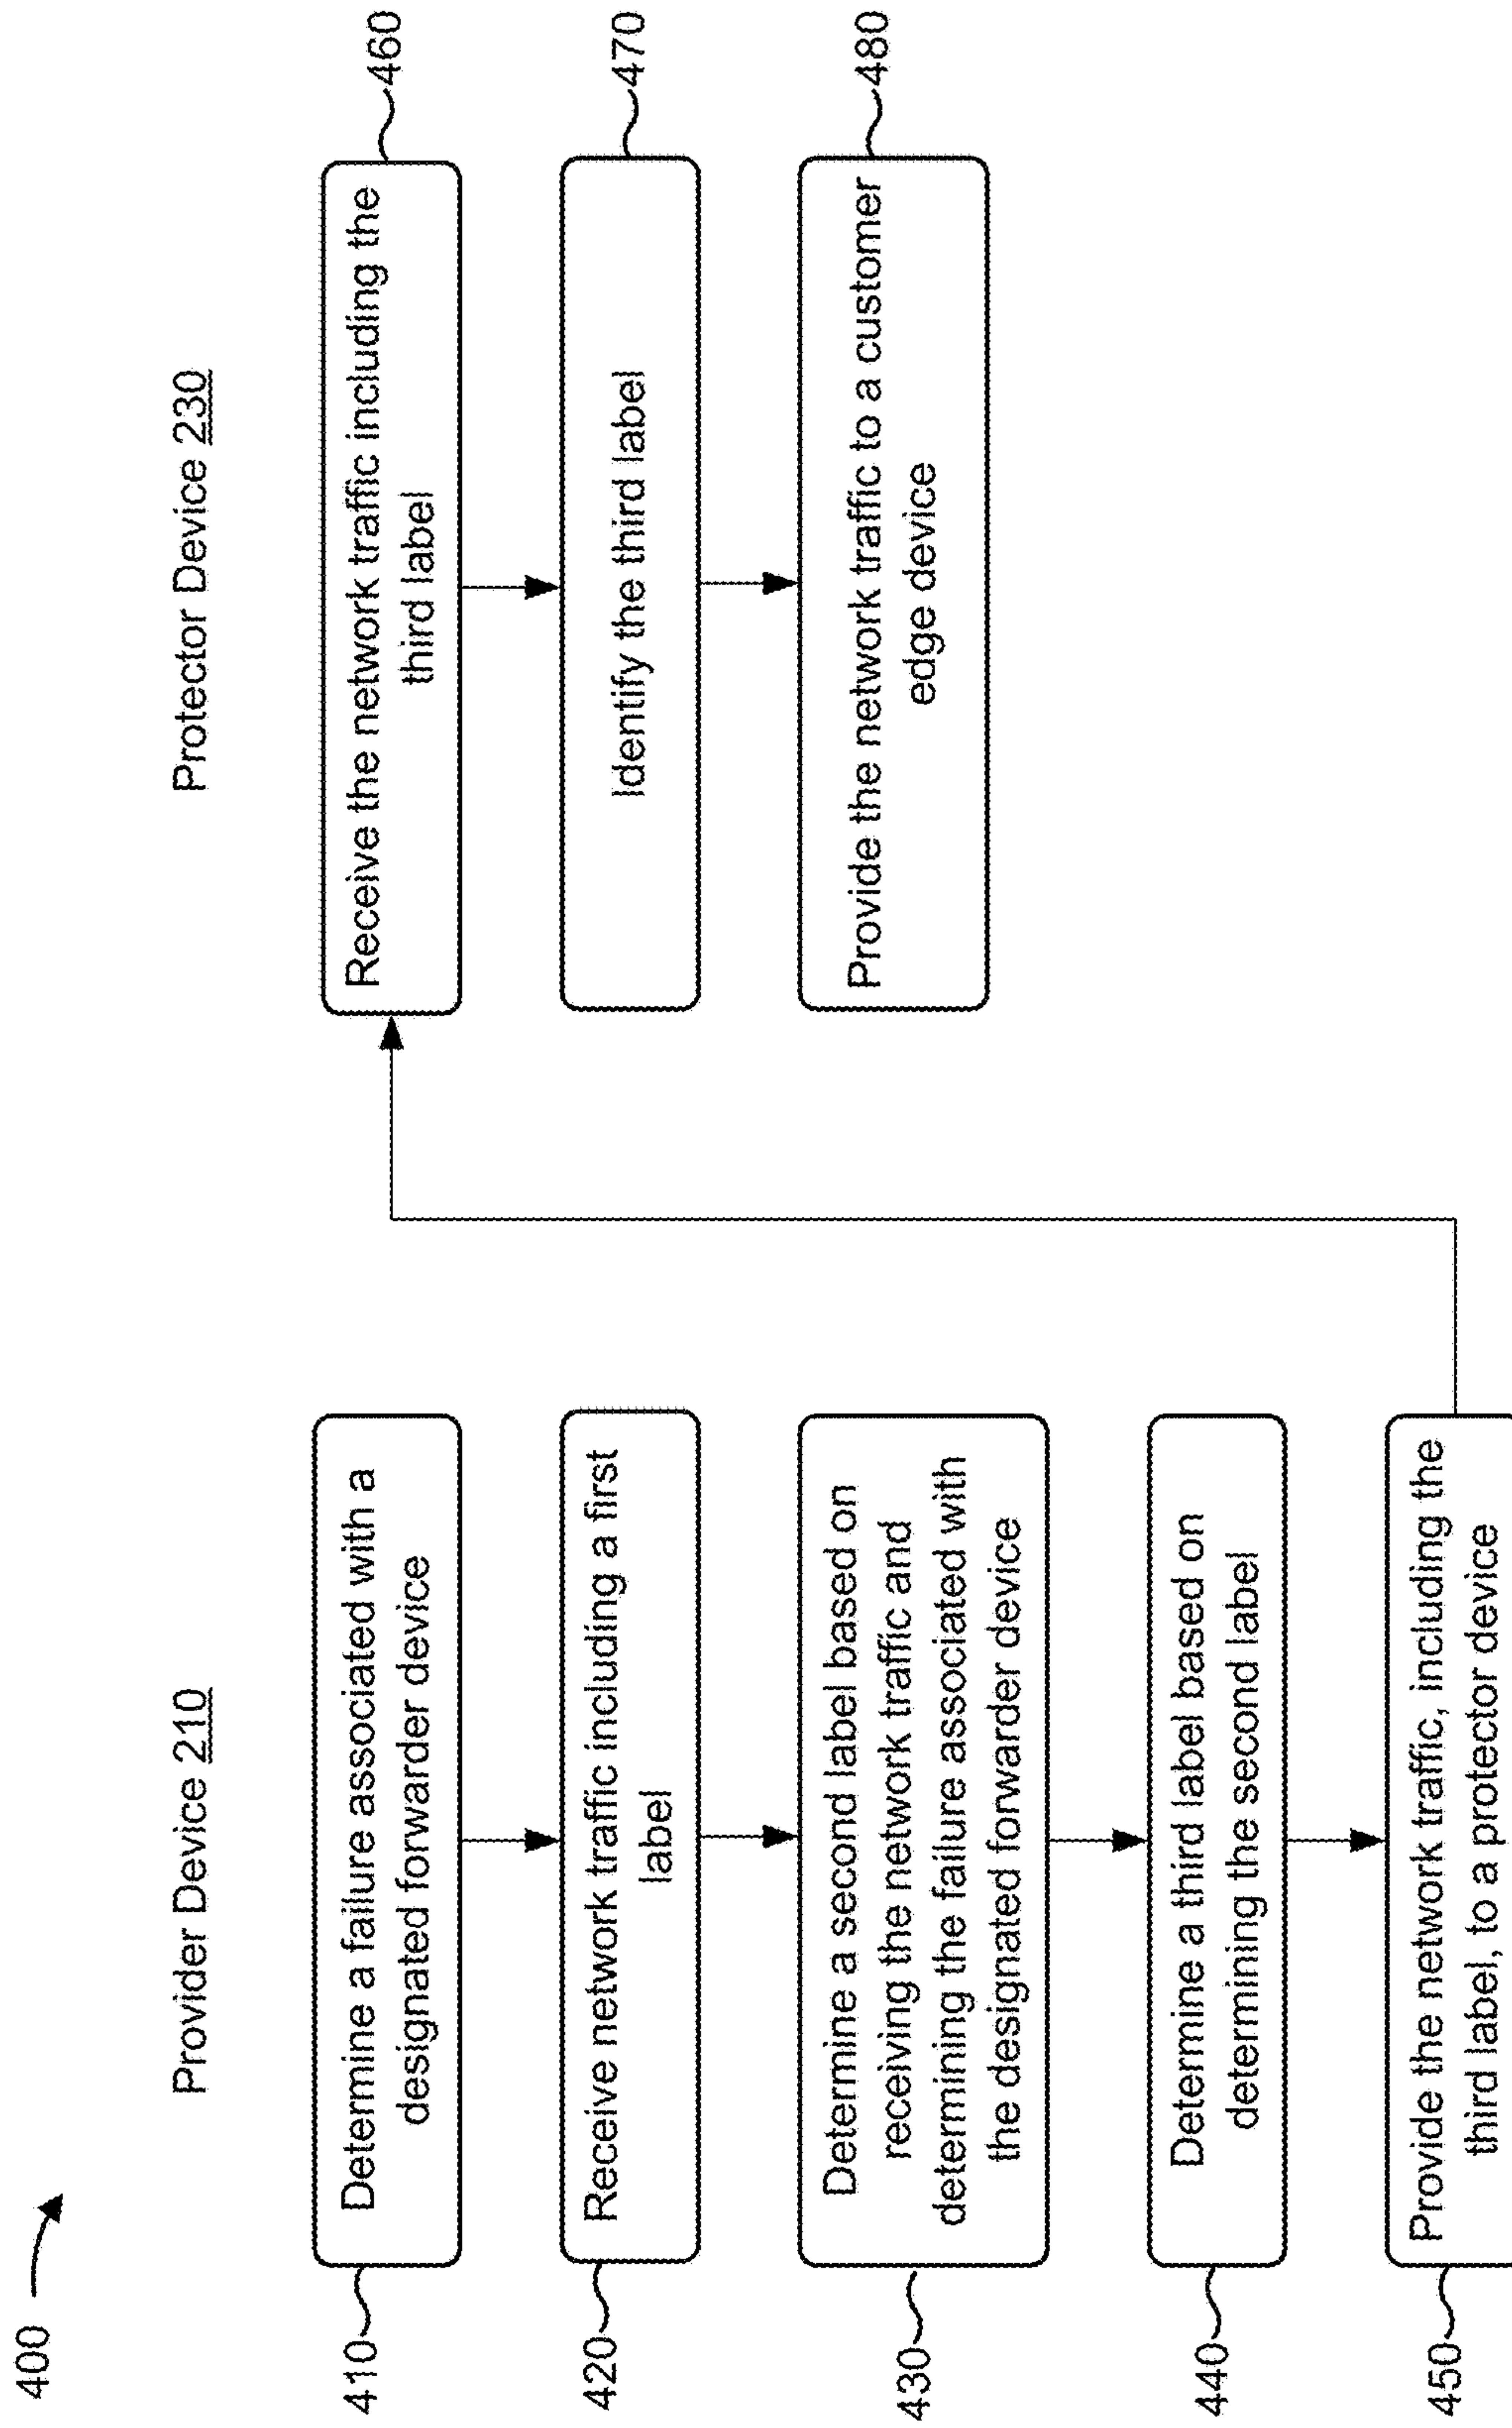 400
Provider Device 210
410
Determine a failure associated with a
designated forwarder device
420
Receive network traffic including a first
label
430
Determine a second label based on
receiving the network traffic and
determining the failure associated with
the designated forwarder device
440
Determine a third label based on
determining the second label
450
Provide the network traffic, including the
third label, to a protector device
Protector Device 230
Receive the network traffic including the
third label
460
Identify the third label
470
Provide the network traffic to a customer
edge device
480